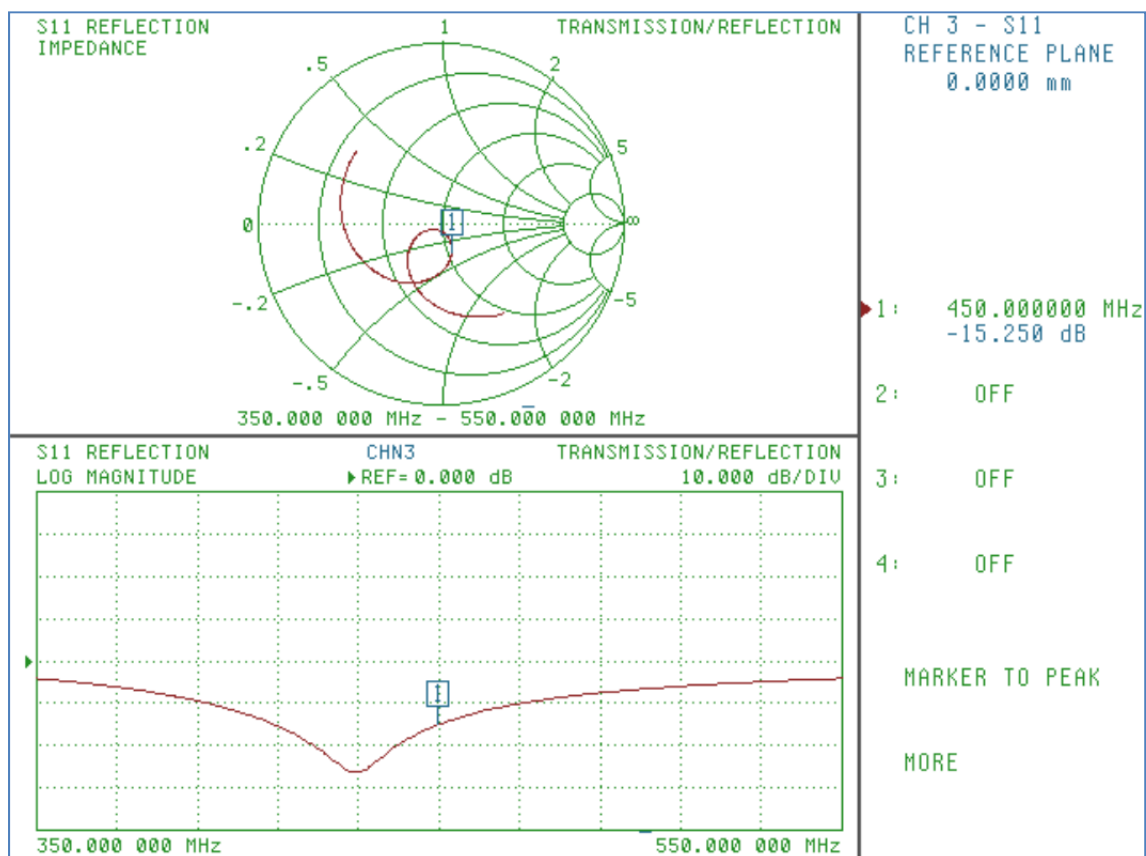 S11 REFLECTION
IMPEDANCE
TRANSMISSION/REFLECTION
1
.5
2
.2
5
0
∞
1
-.2
-5
-.5
-2
350.000 000 MHz - 550.000 000 MHz
S11 REFLECTION
CHN3
TRANSMISSION/REFLECTION
LOG MAGNITUDE
▶REF= 0.000 dB
10.000 dB/DIV
1
350.000 000 MHz
550.000 000 MHz
CH 3 - S11
REFERENCE PLANE
0.0000 mm
1: 450.000000 MHz
-15.250 dB
2: OFF
3: OFF
4: OFF
MARKER TO PEAK
MORE